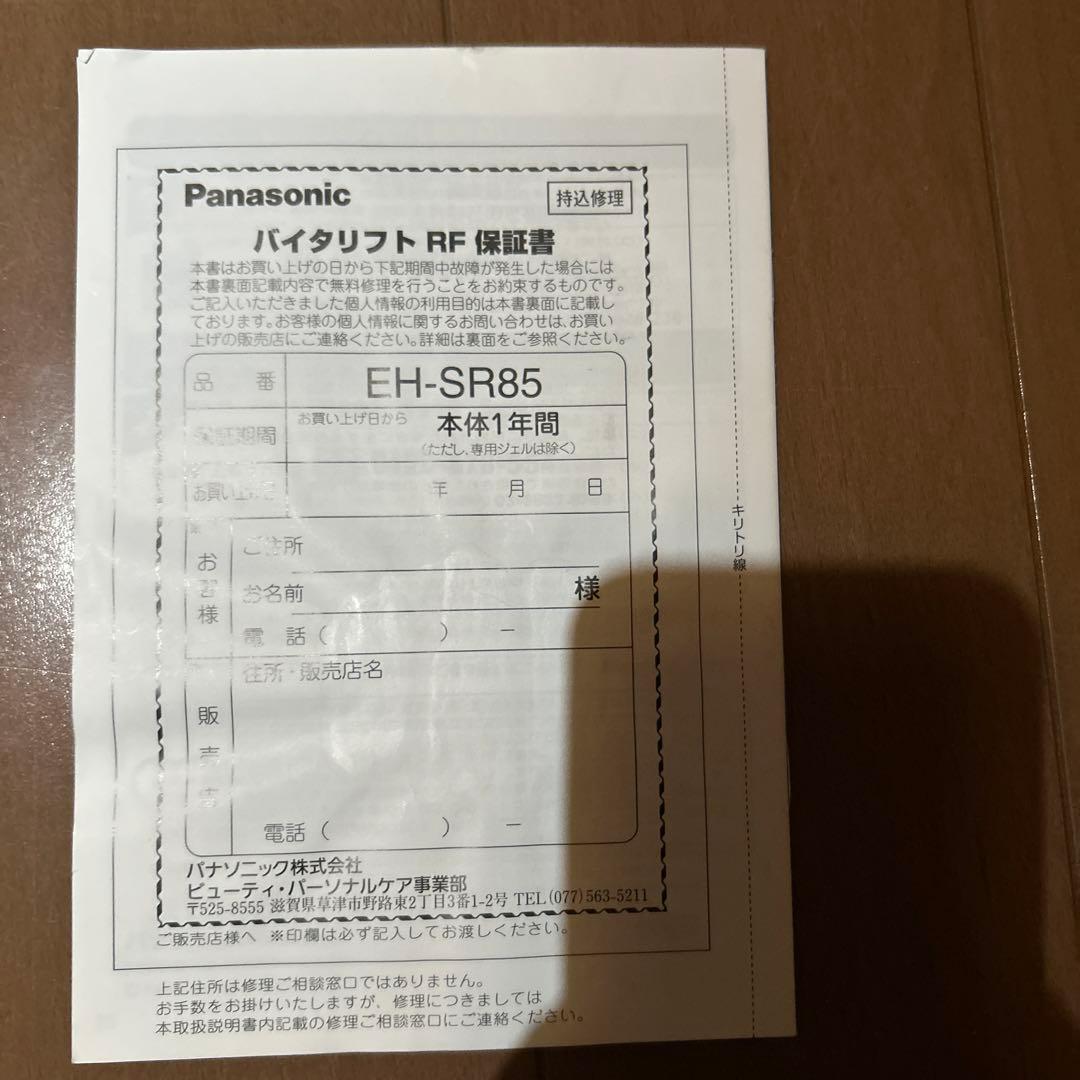 Panasonic
持込修理
バイタリフト RF 保証書
本書はお買い上げの日から下記期間中故障が発生した場合には
本書裏面記載内容で無料修理を行うことをお約束するものです。
ご記入いただきました個人情報の利用目的は本書裏面に記載し
ております。お客様の個人情報に関するお問い合わせは、お買い
上げの販売店にご連絡ください。詳細は裏面をご参照ください。
品 番 EH-SR85
保証期間 お買い上げ日から 本体1年間
(ただし、専用ジェルは除く)
お買い上げ日 年 月 日
※
お客様
ご住所
お名前 様
電 話 ( ) ―
販売店
住所・販売店名
電話 ( ) ―
パナソニック株式会社
ビューティ・パーソナルケア事業部
〒525-8555 滋賀県草津市野路東2丁目3番1-2号 TEL(077)563-5211
ご販売店様へ ※印欄は必ず記入してお渡しください。
上記住所は修理ご相談窓口ではありません。
お手数をお掛けいたしますが、修理につきましては
本取扱説明書内記載の修理ご相談窓口にご連絡ください。
キリトリ線